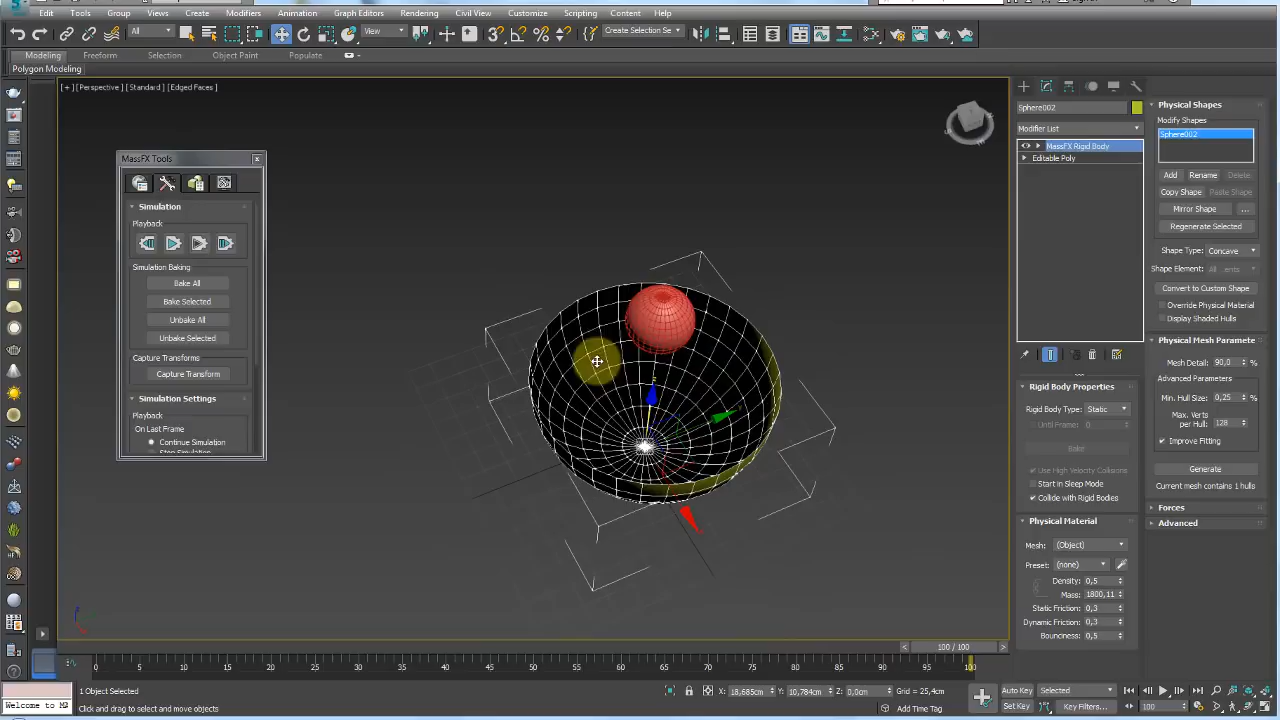 Edit Tools Group Views Create Modifiers Animation Graph Editors Rendering Civil View Customize Scripting Content Help
All View Create Selection Se
Modeling Freeform Selection Object Paint Populate
Polygon Modeling
[+] [Perspective] [Standard] [Edged Faces]
MassFX Tools
Simulation
Playback
Simulation Baking
Bake All
Bake Selected
Unbake All
Unbake Selected
Capture Transforms
Capture Transform
Simulation Settings
Playback
On Last Frame
Continue Simulation
Sphere002
Modifier List
MassFX Rigid Body
Editable Poly
Rigid Body Properties
Rigid Body Type: Static
Until Frame: 0
Bake
Use High Velocity Collisions
Start in Sleep Mode
Collide with Rigid Bodies
Physical Material
Mesh: (Object)
Preset: (none)
Density: 0,5
Mass: 1800,11
Static Friction: 0,3
Dynamic Friction: 0,3
Bounciness: 0,5
Physical Shapes
Modify Shapes
Sphere002
Add Rename Delete
Copy Shape Paste Shape
Mirror Shape ...
Regenerate Selected
Shape Type: Concave
Shape Element: All ..ents
Convert to Custom Shape
Override Physical Material
Display Shaded Hulls
Physical Mesh Paramete
Mesh Detail: 90,0 %
Advanced Parameters
Min. Hull Size: 0,25 %
Max. Verts
per Hull: 128
Improve Fitting
Generate
Current mesh contains 1 hulls
Forces
Advanced
100 / 100
0 5 10 15 20 25 30 35 40 45 50 55 60 65 70 75 80 85 90 95 100
1 Object Selected X: 18,685cm Y: 10,784cm Z: 0,0cm Grid = 25,4cm Auto Key Selected
Welcome to M Click and drag to select and move objects Add Time Tag Set Key Key Filters... 100